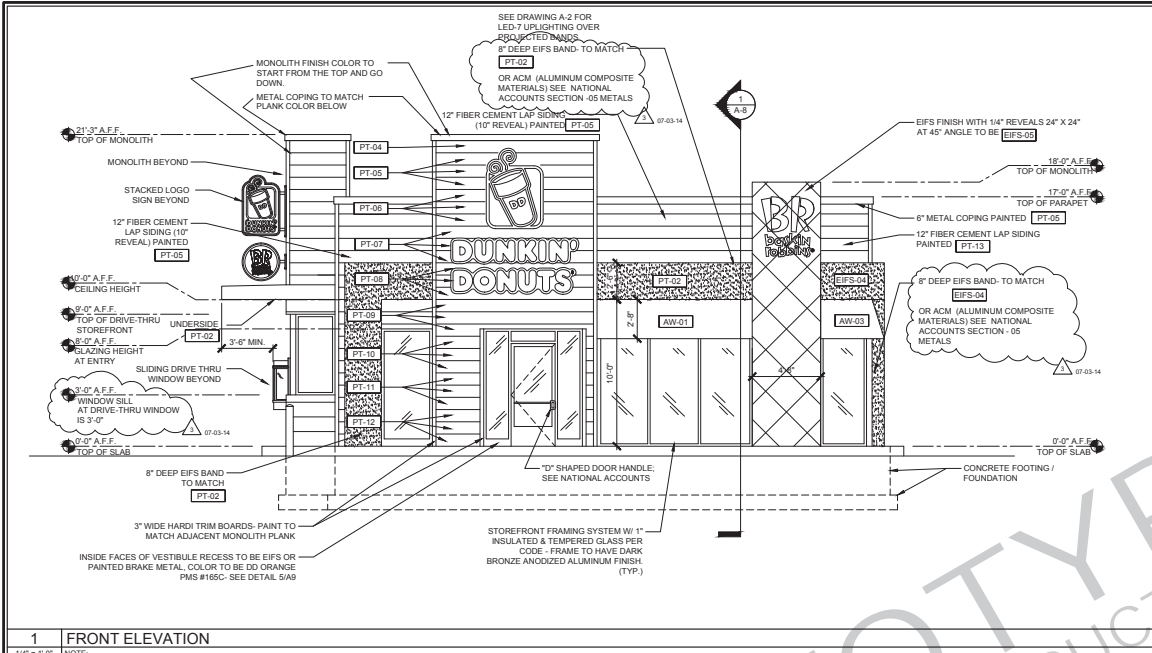 SEE DRAWING A-2 FOR
LED-7 UPLIGHTING OVER
PROJECTED BANDS
8" DEEP EIFS BAND- TO MATCH
PT-02
OR ACM (ALUMINUM COMPOSITE
MATERIALS) SEE NATIONAL
ACCOUNTS SECTION -05 METALS
3
07-03-14
MONOLITH FINISH COLOR TO
START FROM THE TOP AND GO
DOWN.
METAL COPING TO MATCH
PLANK COLOR BELOW
12" FIBER CEMENT LAP SIDING
(10" REVEAL) PAINTED PT-05
1
A-8
EIFS FINISH WITH 1/4" REVEALS 24" X 24"
AT 45° ANGLE TO BE EIFS-05
21'-3" A.F.F.
TOP OF MONOLITH
MONOLITH BEYOND
STACKED LOGO
SIGN BEYOND
12" FIBER CEMENT
LAP SIDING (10"
REVEAL) PAINTED
PT-05
10'-0" A.F.F.
CEILING HEIGHT
9'-0" A.F.F.
TOP OF DRIVE-THRU
STOREFRONT
UNDERSIDE
PT-02
8'-0" A.F.F.
GLAZING HEIGHT
AT ENTRY
3'-6" MIN.
SLIDING DRIVE THRU
WINDOW BEYOND
3'-0" A.F.F.
WINDOW SILL
AT DRIVE-THRU WINDOW
IS 3'-0"
3
07-03-14
0'-0" A.F.F.
TOP OF SLAB
DD
DUNKIN'
DONUTS
BR
PT-04
PT-05
PT-06
PT-07
PT-08
PT-09
PT-10
PT-11
PT-12
DD
DUNKIN'
DONUTS
PT-02
AW-01
2'-8"
10'-0"
BR
baskin
robbins
4'-8"
EIFS-04
AW-03
18'-0" A.F.F.
TOP OF MONOLITH
17'-0" A.F.F.
TOP OF PARAPET
6" METAL COPING PAINTED PT-05
12" FIBER CEMENT LAP SIDING
PAINTED PT-13
8" DEEP EIFS BAND- TO MATCH
EIFS-04
OR ACM (ALUMINUM COMPOSITE
MATERIALS) SEE NATIONAL
ACCOUNTS SECTION - 05
METALS
3
07-03-14
0'-0" A.F.F.
TOP OF SLAB
8" DEEP EIFS BAND
TO MATCH
PT-02
"D" SHAPED DOOR HANDLE;
SEE NATIONAL ACCOUNTS
CONCRETE FOOTING /
FOUNDATION
3" WIDE HARDI TRIM BOARDS- PAINT TO
MATCH ADJACENT MONOLITH PLANK
STOREFRONT FRAMING SYSTEM W/ 1"
INSULATED & TEMPERED GLASS PER
CODE - FRAME TO HAVE DARK
BRONZE ANODIZED ALUMINUM FINISH.
(TYP.)
INSIDE FACES OF VESTIBULE RECESS TO BE EIFS OR
PAINTED BRAKE METAL, COLOR TO BE DD ORANGE
PMS #165C- SEE DETAIL 5/A9
1 FRONT ELEVATION
1/4" = 1'-0" NOTE: